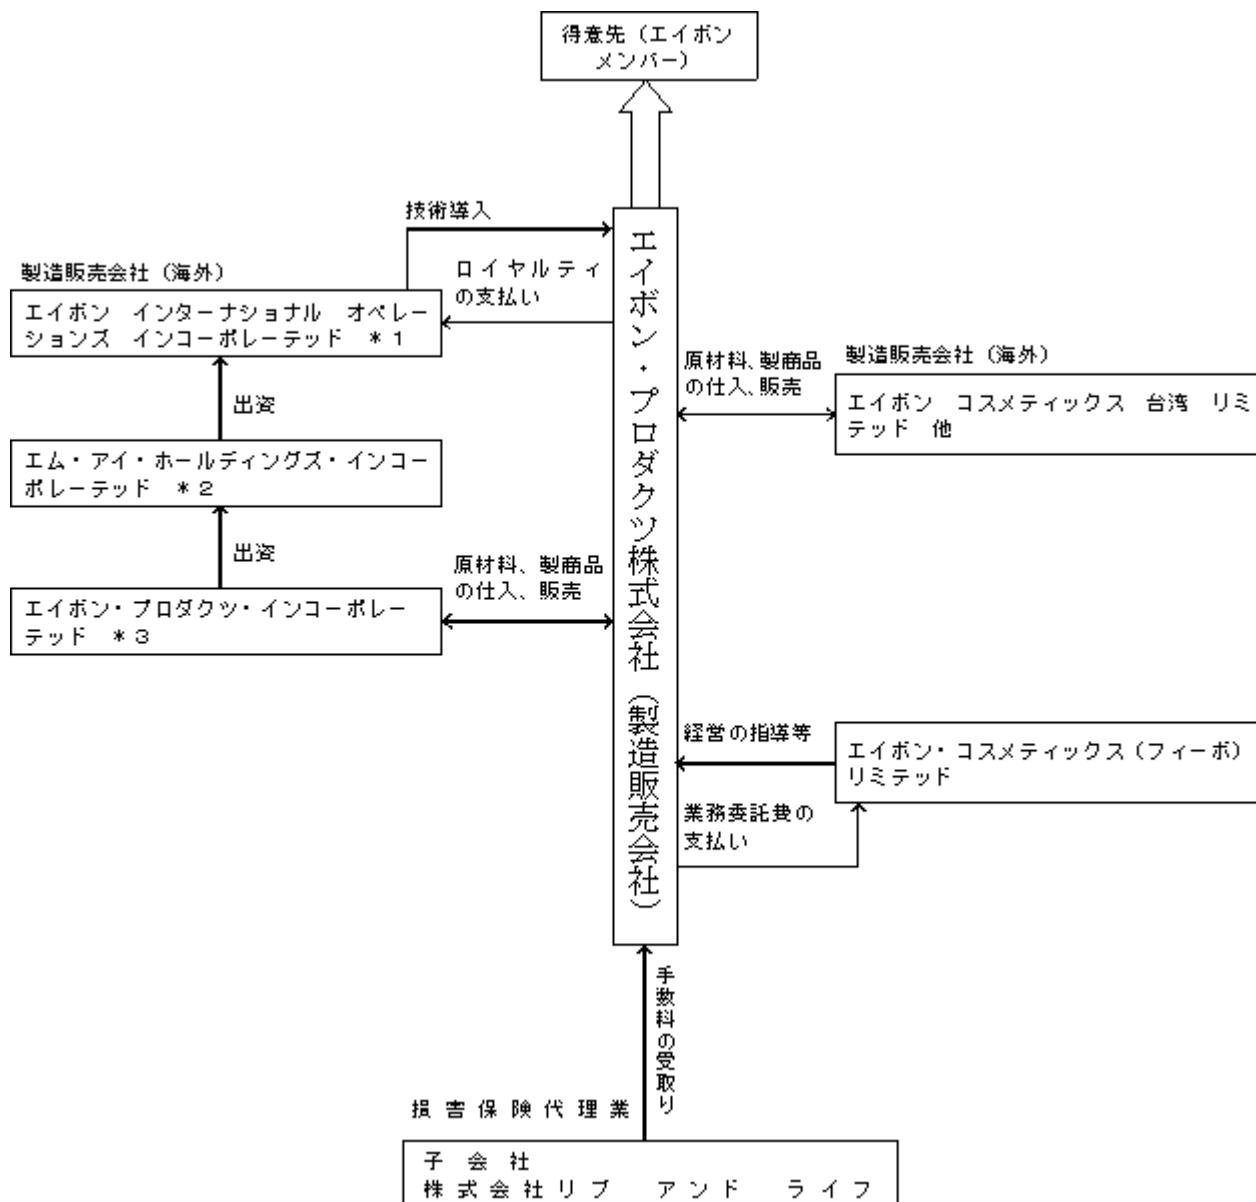 得意先（エイボン
メンバー）
技術導入
ロイヤルティ
の支払い
製造販売会社（海外）
エイボン　インターナショナル　オペレー
ションズ　インコーポレーテッド　＊１
出資
エム・アイ・ホールディングズ・インコー
ポレーテッド　＊２
出資
エイボン・プロダクツ・インコーポレー
テッド　＊３
原材料、製商品
の仕入、販売
エイボン・プロダクツ株式会社（製造販売会社）
原材料、製商品
の仕入、販売
製造販売会社（海外）
エイボン　コスメティックス　台湾　リミ
テッド　他
経営の指導等
エイボン・コスメティックス（フィーボ）
リミテッド
業務委託費の
支払い
手数料の受取り
損害保険代理業
子会社
株式会社リブ　アンド　ライフ